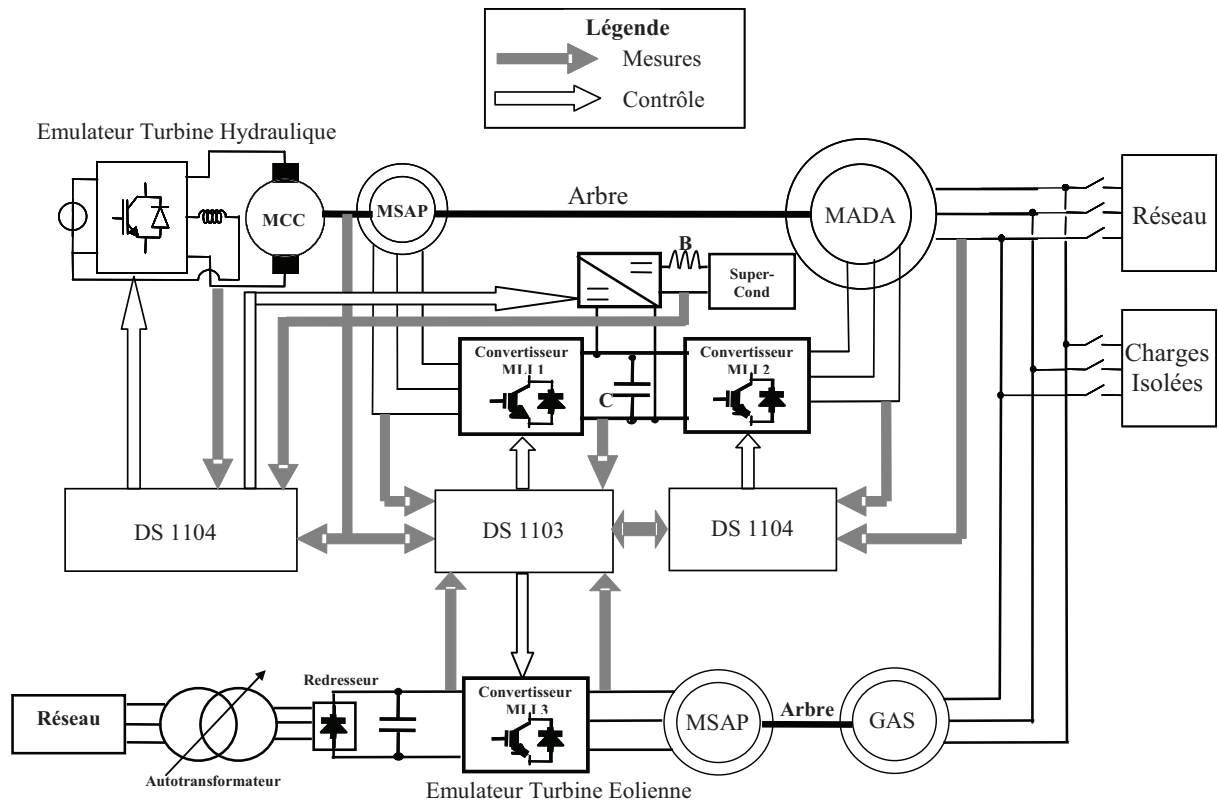 Légende
Mesures
Contrôle
Emulateur Turbine Hydraulique
MCC
MSAP
Arbre
MADA
Réseau
B
Super-
Cond
Convertisseur
MLI 1
C
Convertisseur
MLI 2
Charges
Isolées
DS 1104
DS 1103
DS 1104
Réseau
Autotransformateur
Redresseur
Convertisseur
MLI 3
Emulateur Turbine Eolienne
MSAP
Arbre
GAS